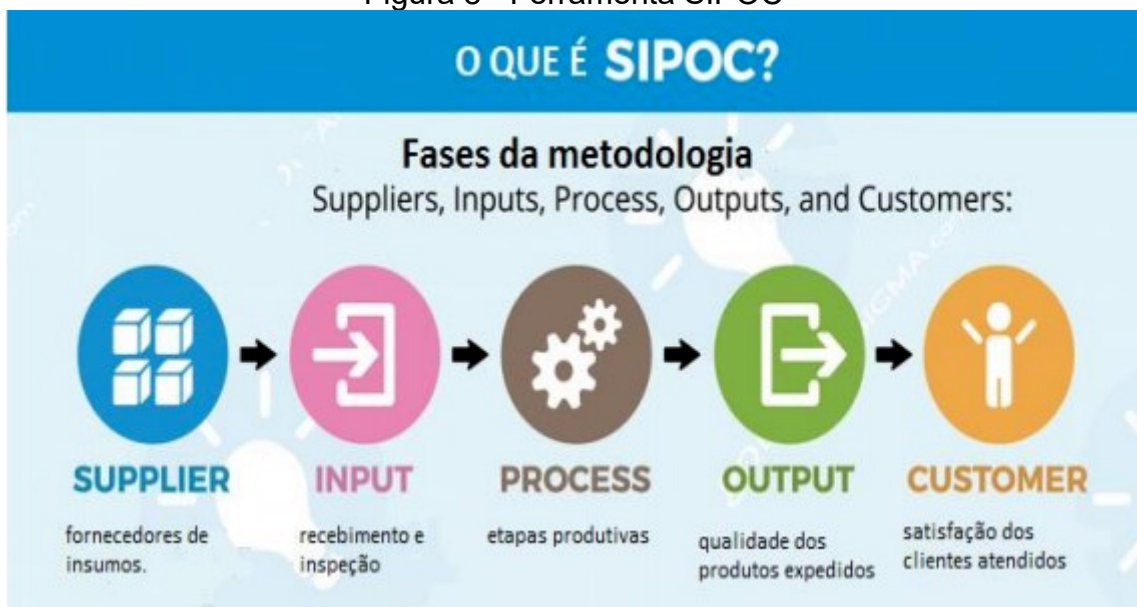 O QUE É SIPOC?
Fases da metodologia
Suppliers, Inputs, Process, Outputs, and Customers:
SUPPLIER
fornecedores de
insumos.
INPUT
recebimento e
inspeção
PROCESS
etapas produtivas
OUTPUT
qualidade dos
produtos expedidos
CUSTOMER
satisfação dos
clientes atendidos